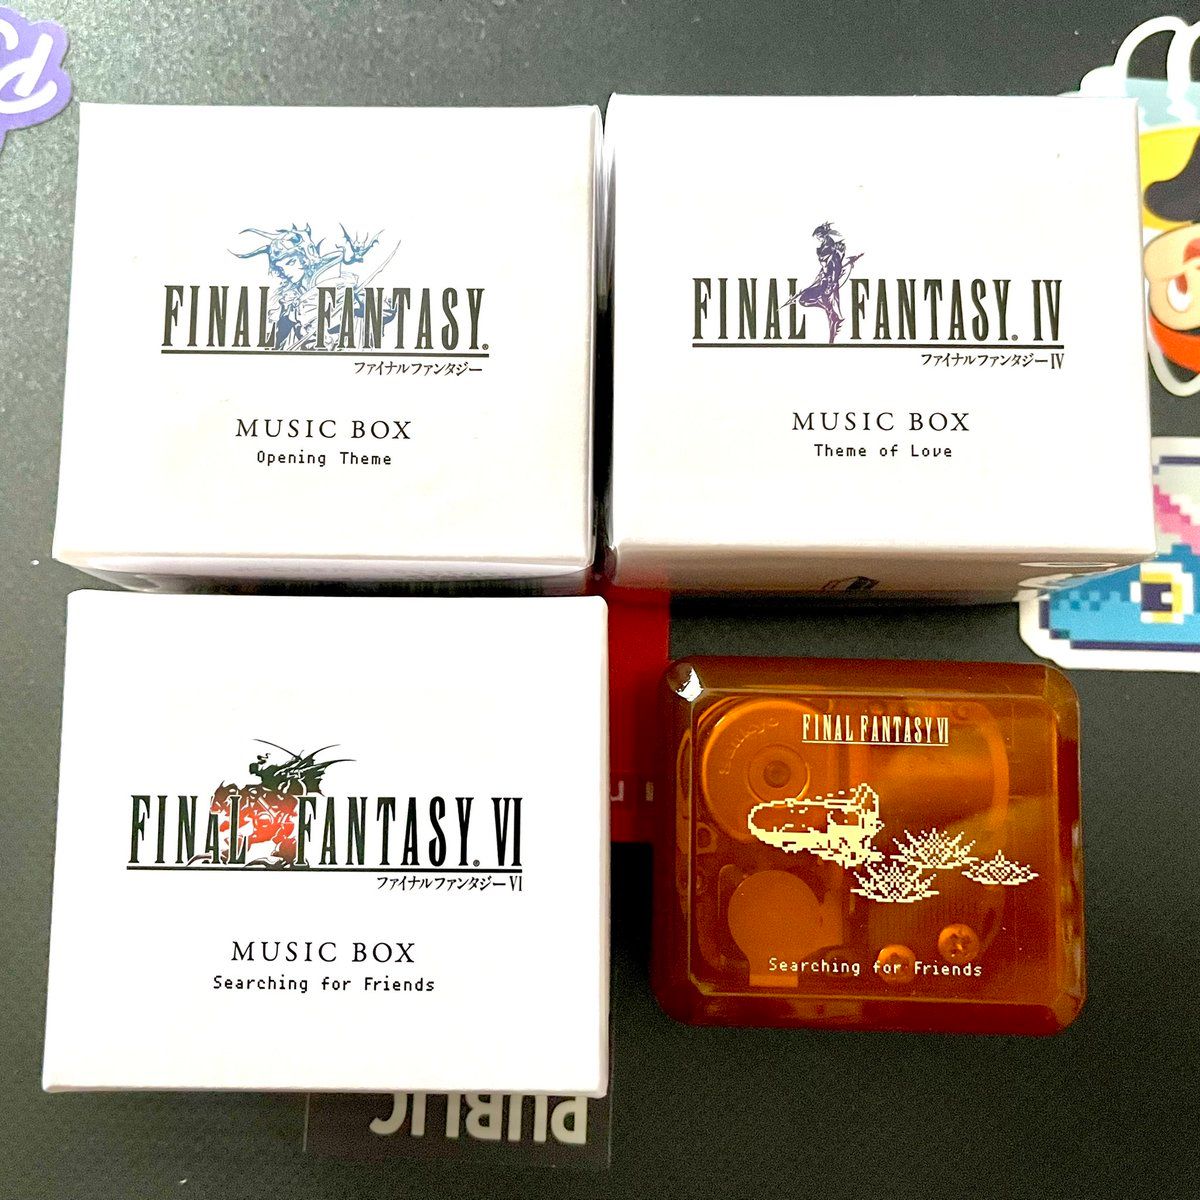 FINAL FANTASY
ファイナルファンタジー
MUSIC BOX
Opening Theme
FINAL FANTASY. IV
ファイナルファンタジーIV
MUSIC BOX
Theme of Love
FINAL FANTASY. VI
ファイナルファンタジーVI
MUSIC BOX
Searching for Friends
FINAL FANTASY VI
Searching for Friends
PUBLIC